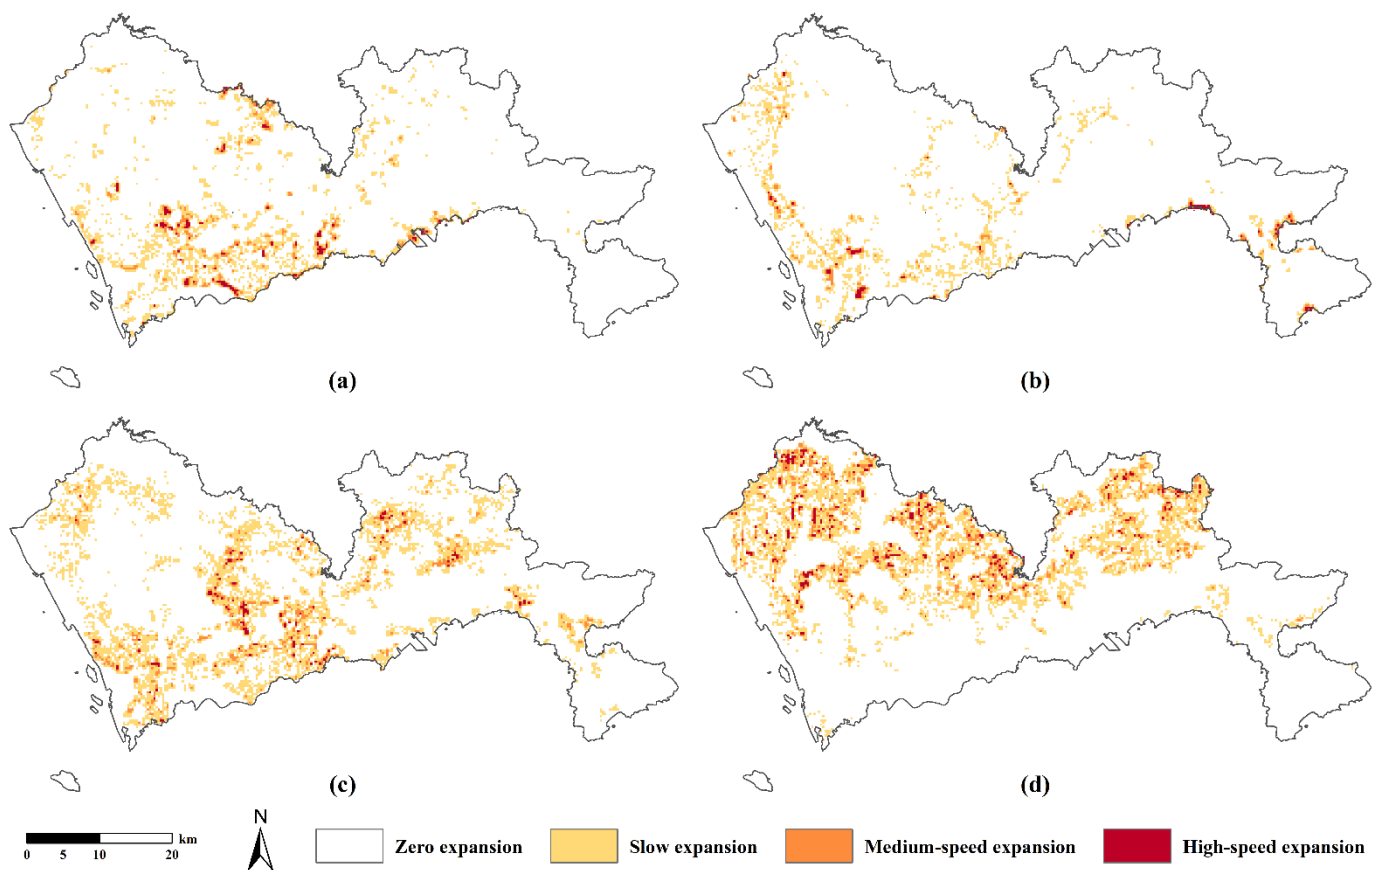 (a)
(b)
(c)
(d)
N
km
0 5 10 20
Zero expansion
Slow expansion
Medium-speed expansion
High-speed expansion